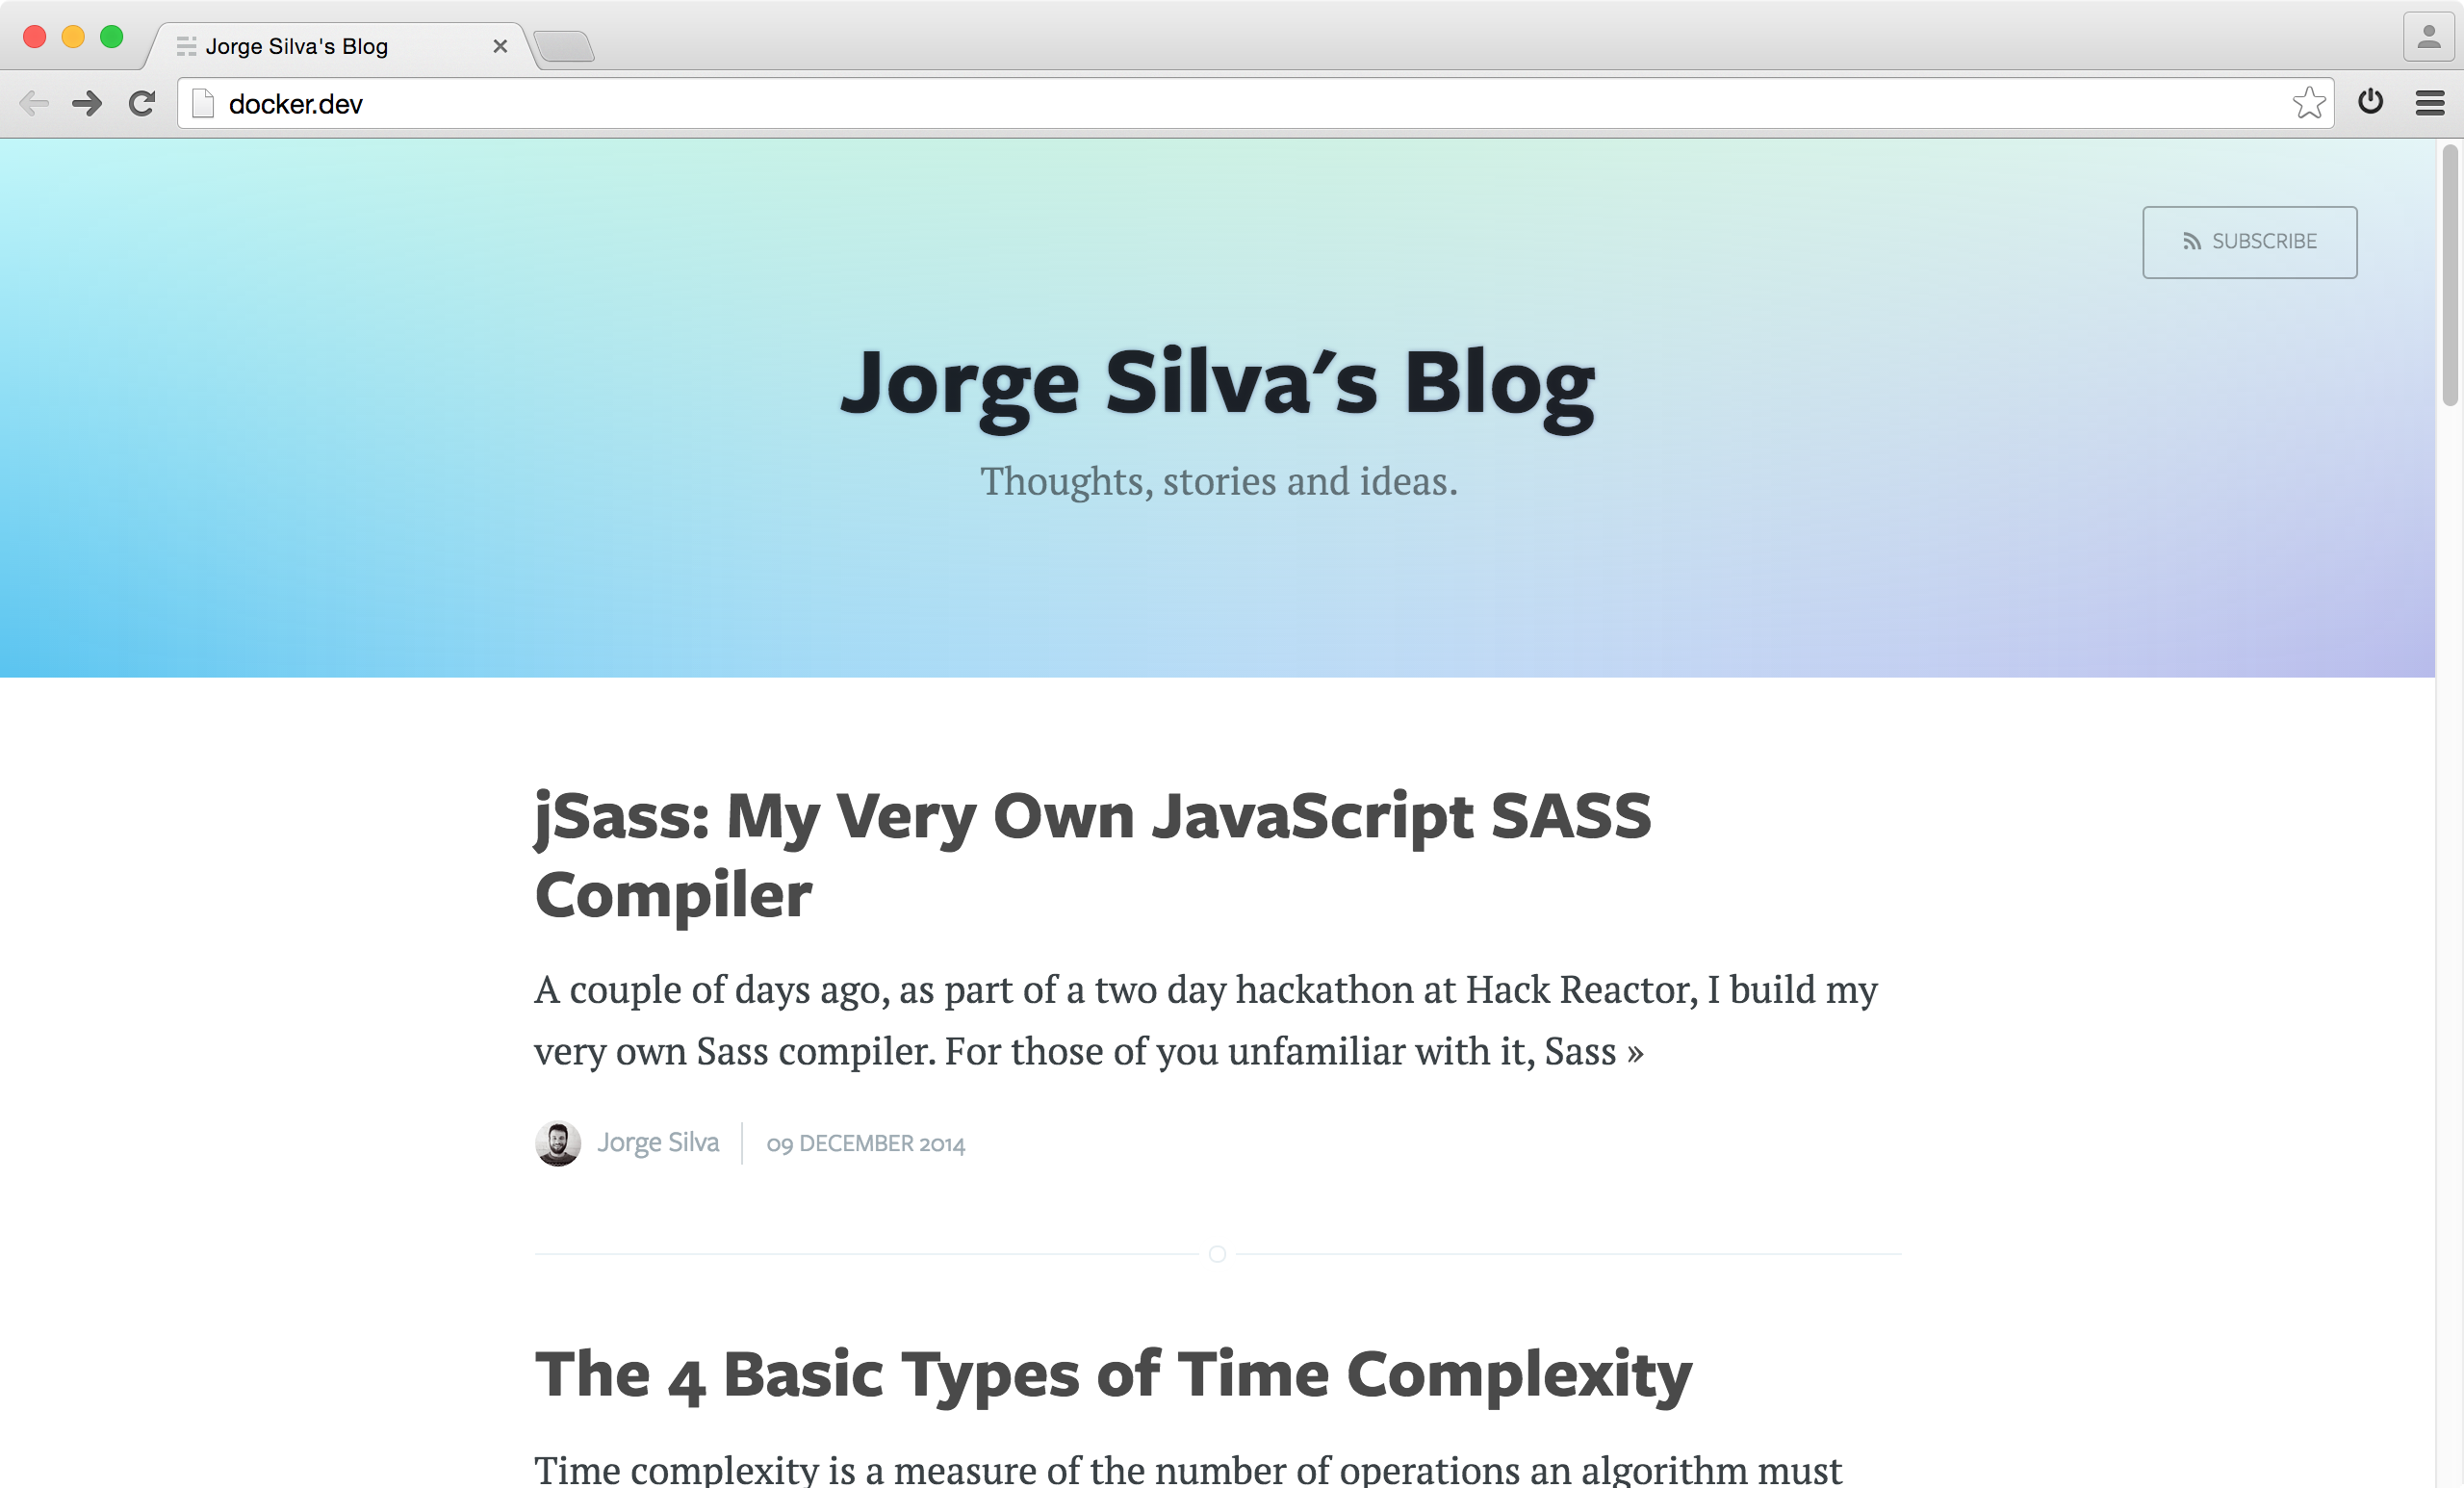 Jorge Silva's Blog
docker.dev
SUBSCRIBE
Jorge Silva's Blog
Thoughts, stories and ideas.
jSass: My Very Own JavaScript SASS
Compiler
A couple of days ago, as part of a two day hackathon at Hack Reactor, I build my
very own Sass compiler. For those of you unfamiliar with it, Sass »
Jorge Silva
09 DECEMBER 2014
The 4 Basic Types of Time Complexity
Time complexity is a measure of the number of operations an algorithm must